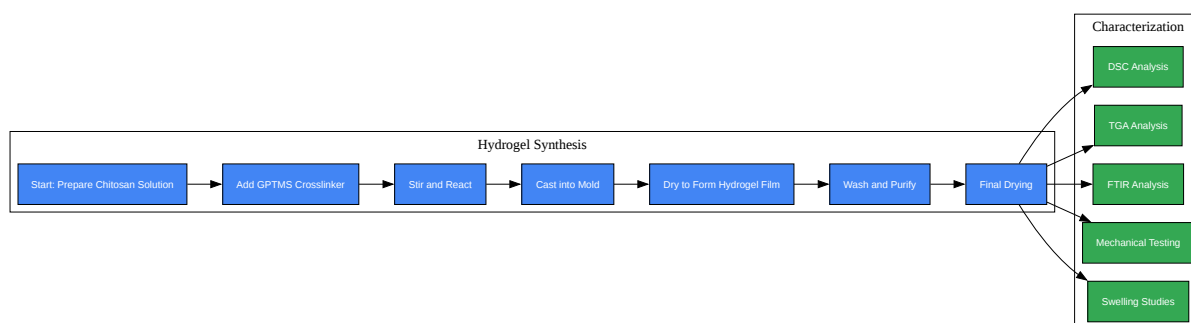 Hydrogel Synthesis
Start: Prepare Chitosan Solution
Add GPTMS Crosslinker
Stir and React
Cast into Mold
Dry to Form Hydrogel Film
Wash and Purify
Final Drying
Characterization
DSC Analysis
TGA Analysis
FTIR Analysis
Mechanical Testing
Swelling Studies